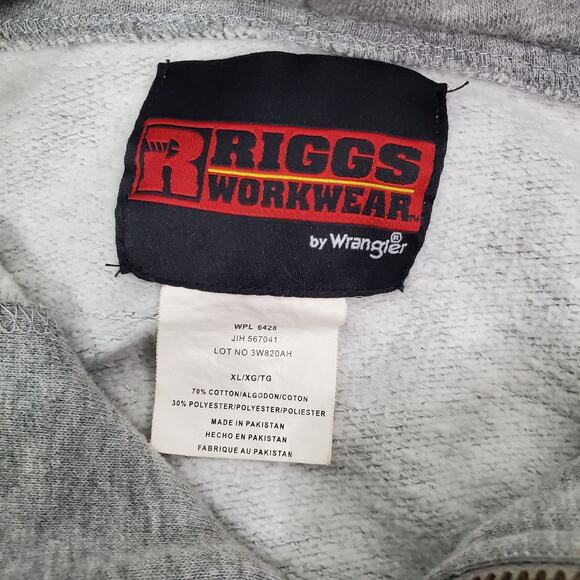 R RIGGS
WORKWEAR™
by Wrangler®
WPL 6428
JIH 567041
LOT NO 3W820AH
XL/XG/TG
70% COTTON/ALGODON/COTON
30% POLYESTER/POLYESTER/POLIESTER
MADE IN PAKISTAN
HECHO EN PAKISTAN
FABRIQUE AU PAKISTAN